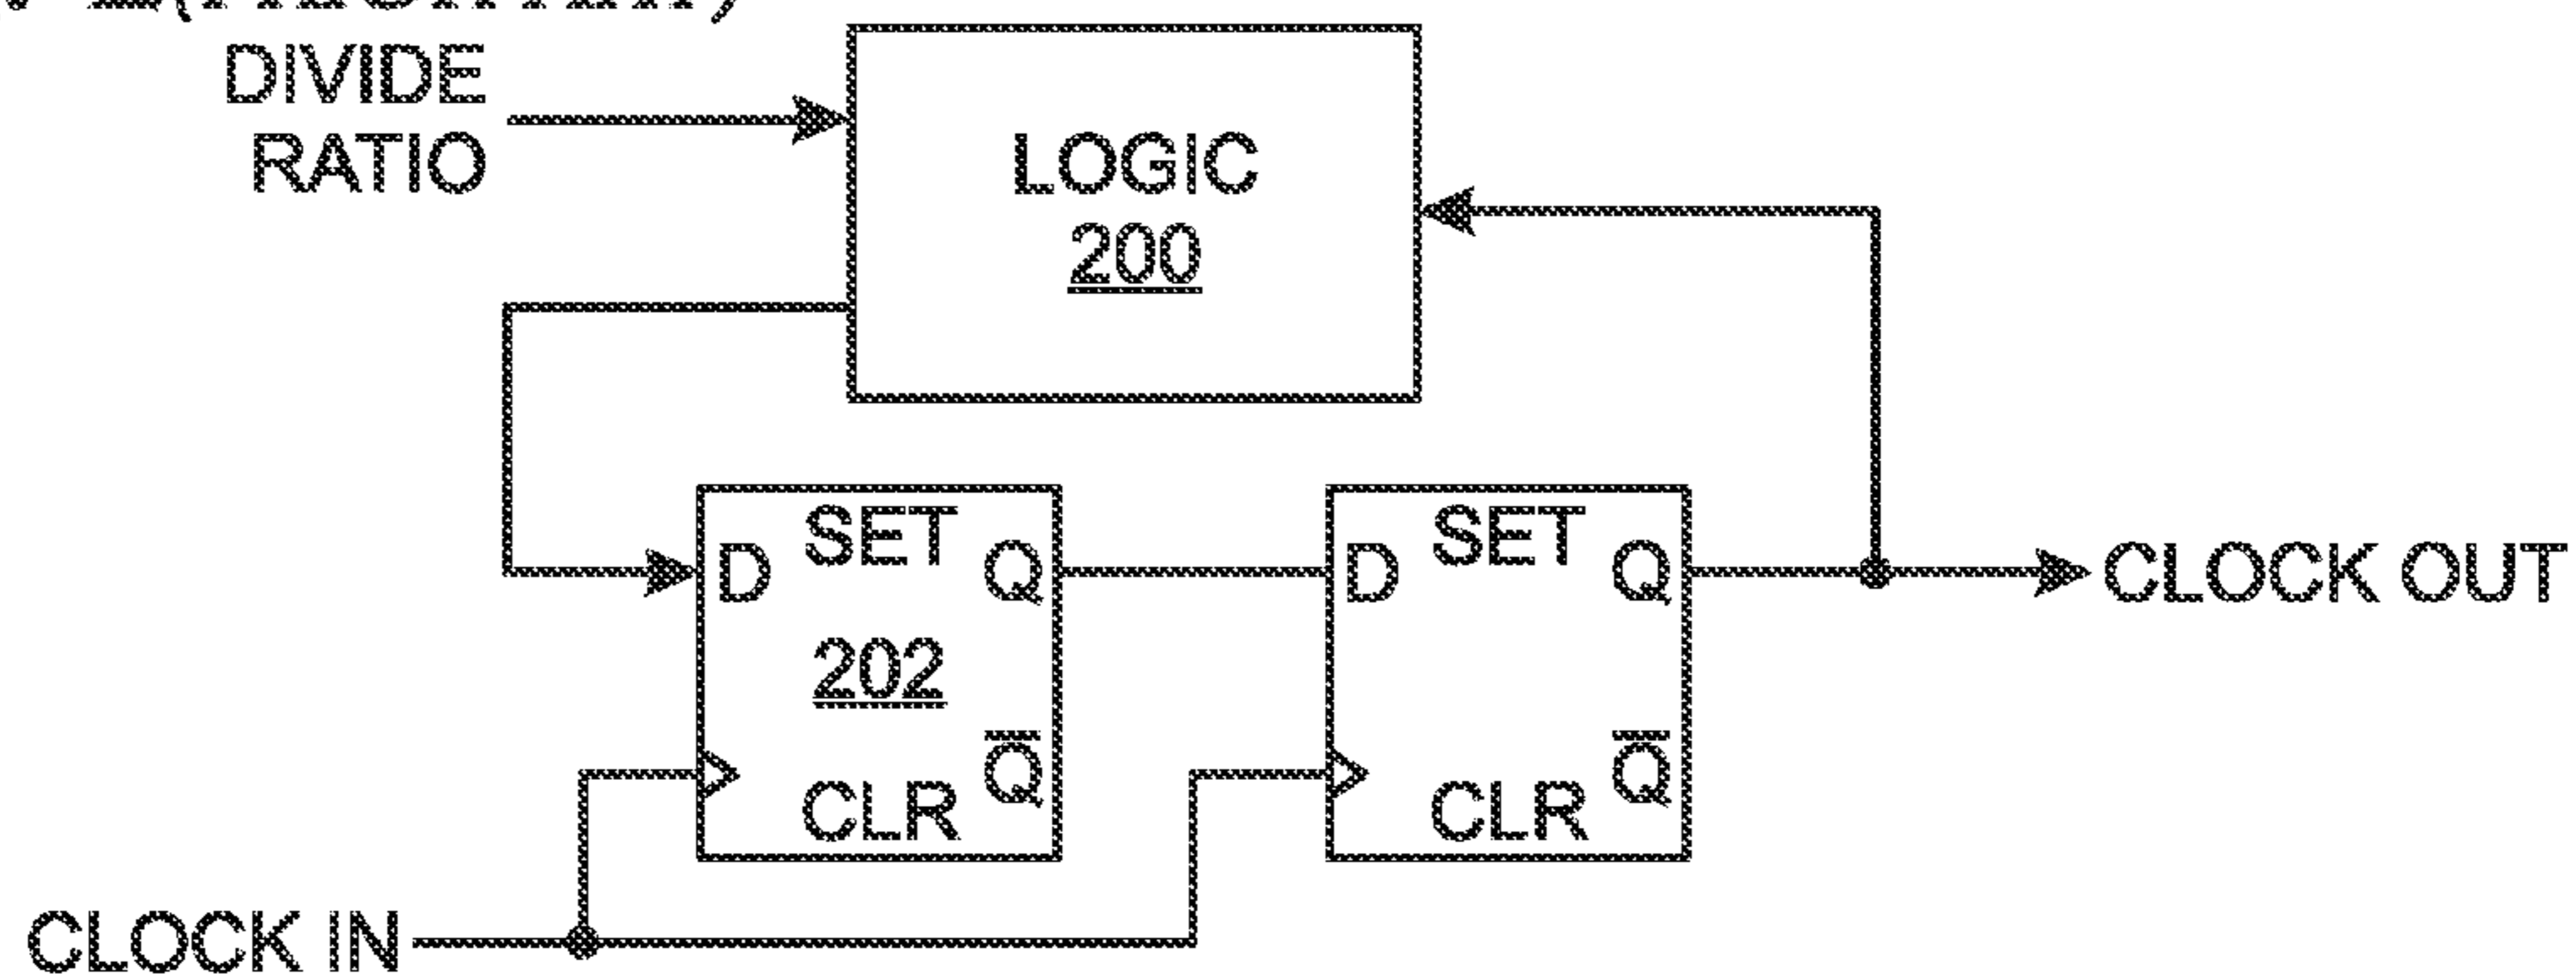 DIVIDE
RATIO
LOGIC
200
D SET Q
202
CLR Q̅
D SET Q
CLR Q̅
CLOCK OUT
CLOCK IN